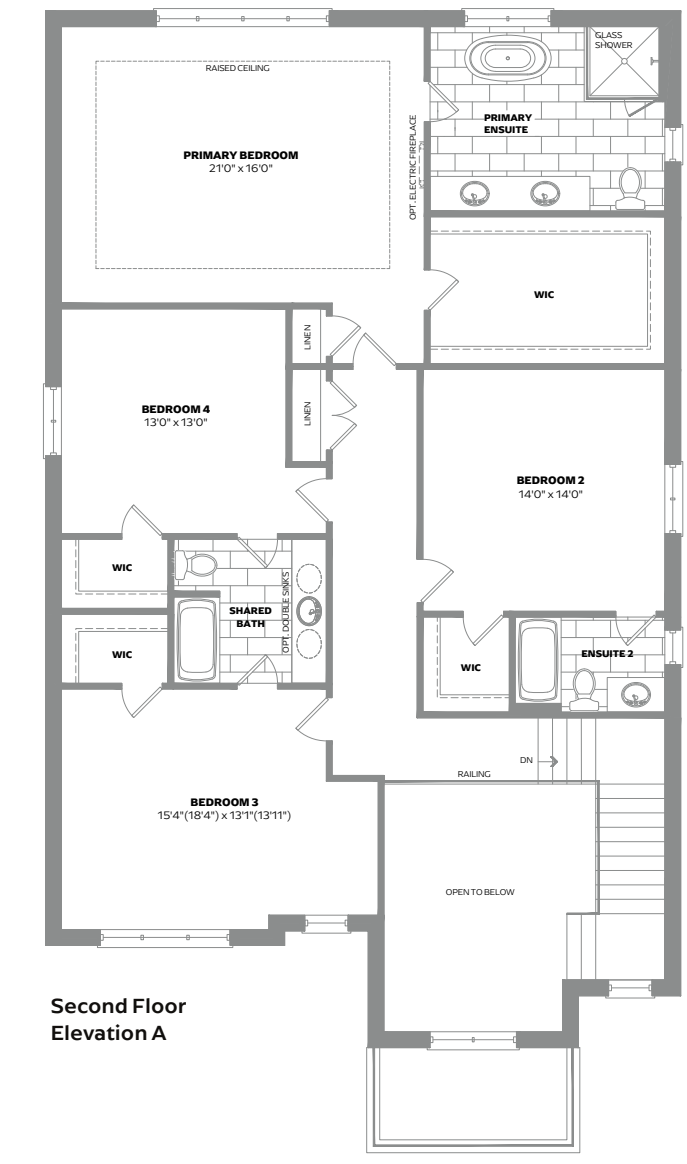 GLASS
SHOWER
RAISED CEILING
PRIMARY
ENSUITE
PRIMARY BEDROOM
21'0" x 16'0"
OPT. ELECTRIC FIREPLACE
WIC
LINEN
LINEN
BEDROOM 4
13'0" x 13'0"
BEDROOM 2
14'0" x 14'0"
WIC
SHARED
BATH
OPT. DOUBLE SINKS
WIC
WIC
ENSUITE 2
DN
RAILING
BEDROOM 3
15'4"(18'4") x 13'1"(13'11")
OPEN TO BELOW
Second Floor
Elevation A